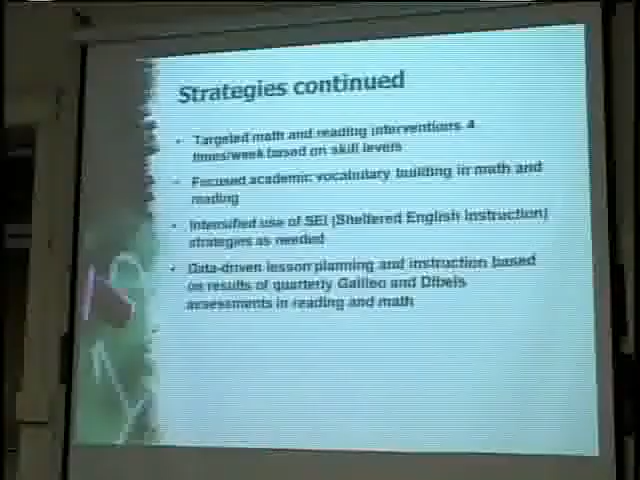 Strategies continued
• Targeted math and reading interventions 4
times/week based on skill levels
• Focused academic vocabulary building in math and
reading
• Intensified use of SEI (Sheltered English Instruction)
strategies as needed
• Data-driven lesson planning and instruction based
on results of quarterly Galileo and Dibels
assessments in reading and math